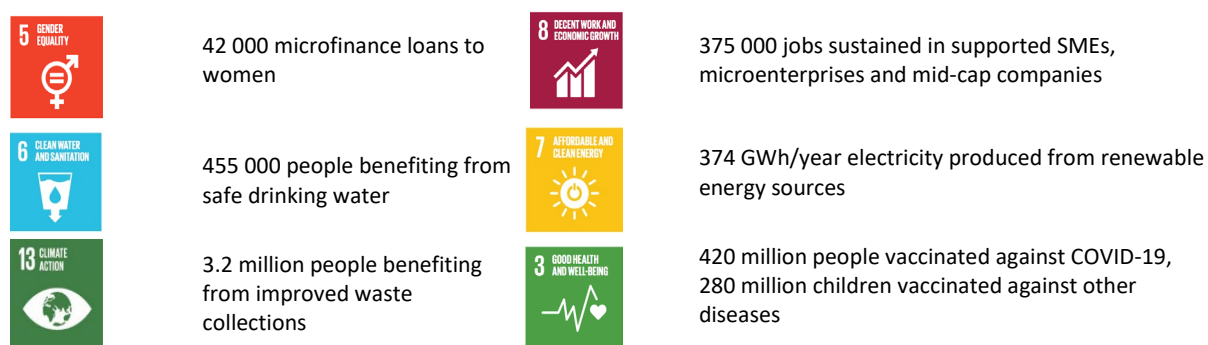 5 GENDER
EQUALITY
42 000 microfinance loans to
women
8 DECENT WORK AND
ECONOMIC GROWTH
375 000 jobs sustained in supported SMEs,
microenterprises and mid-cap companies
6 CLEAN WATER
AND SANITATION
455 000 people benefiting from
safe drinking water
7 AFFORDABLE AND
CLEAN ENERGY
374 GWh/year electricity produced from renewable
energy sources
13 CLIMATE
ACTION
3.2 million people benefiting
from improved waste
collections
3 GOOD HEALTH
AND WELL-BEING
420 million people vaccinated against COVID-19,
280 million children vaccinated against other
diseases